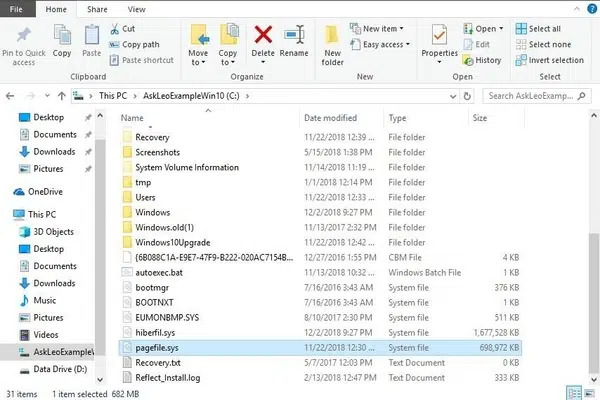 File Home Share View
Pin to Quick access Copy Paste Cut Copy path Paste shortcut Move to Copy to Delete Rename New folder New item Easy access Properties Open Edit History Select all Select none Invert selection
Clipboard Organize New Open Select
This PC > AskLeoExampleWin10 (C:) > Search AskLeoExamp...
Name Date modified Type Size
Desktop
Documents
Downloads
Pictures
OneDrive
This PC
3D Objects
Desktop
Documents
Downloads
Music
Pictures
Videos
AskLeoExampleW
Data Drive (D:)
Recovery 11/22/2018 12:39 ... File folder
Screenshots 5/15/2018 1:38 PM File folder
System Volume Information 11/14/2018 11:19 ... File folder
tmp 1/1/2018 12:14 PM File folder
Users 11/22/2018 12:33 ... File folder
Windows 12/2/2018 9:27 PM File folder
Windows.old(1) 11/13/2017 2:32 PM File folder
Windows10Upgrade 11/22/2018 12:42 ... File folder
{6B088C1A-E9E7-47F9-B222-020AC7154B... 12/27/2016 1:55 PM CBM File 4 KB
autoexec.bat 11/13/2018 10:32 ... Windows Batch File 1 KB
bootmgr 7/16/2016 3:43 AM System file 376 KB
BOOTNXT 7/16/2016 3:43 AM System file 1 KB
EUMONBMP.SYS 8/10/2017 2:30 PM System file 511 KB
hiberfil.sys 12/2/2018 9:27 PM System file 1,677,528 KB
pagefile.sys 11/22/2018 12:30 ... System file 698,972 KB
Recovery.txt 5/7/2017 12:03 PM Text Document 0 KB
Reflect_Install.log 2/13/2018 12:47 PM Text Document 333 KB
31 items 1 item selected 682 MB